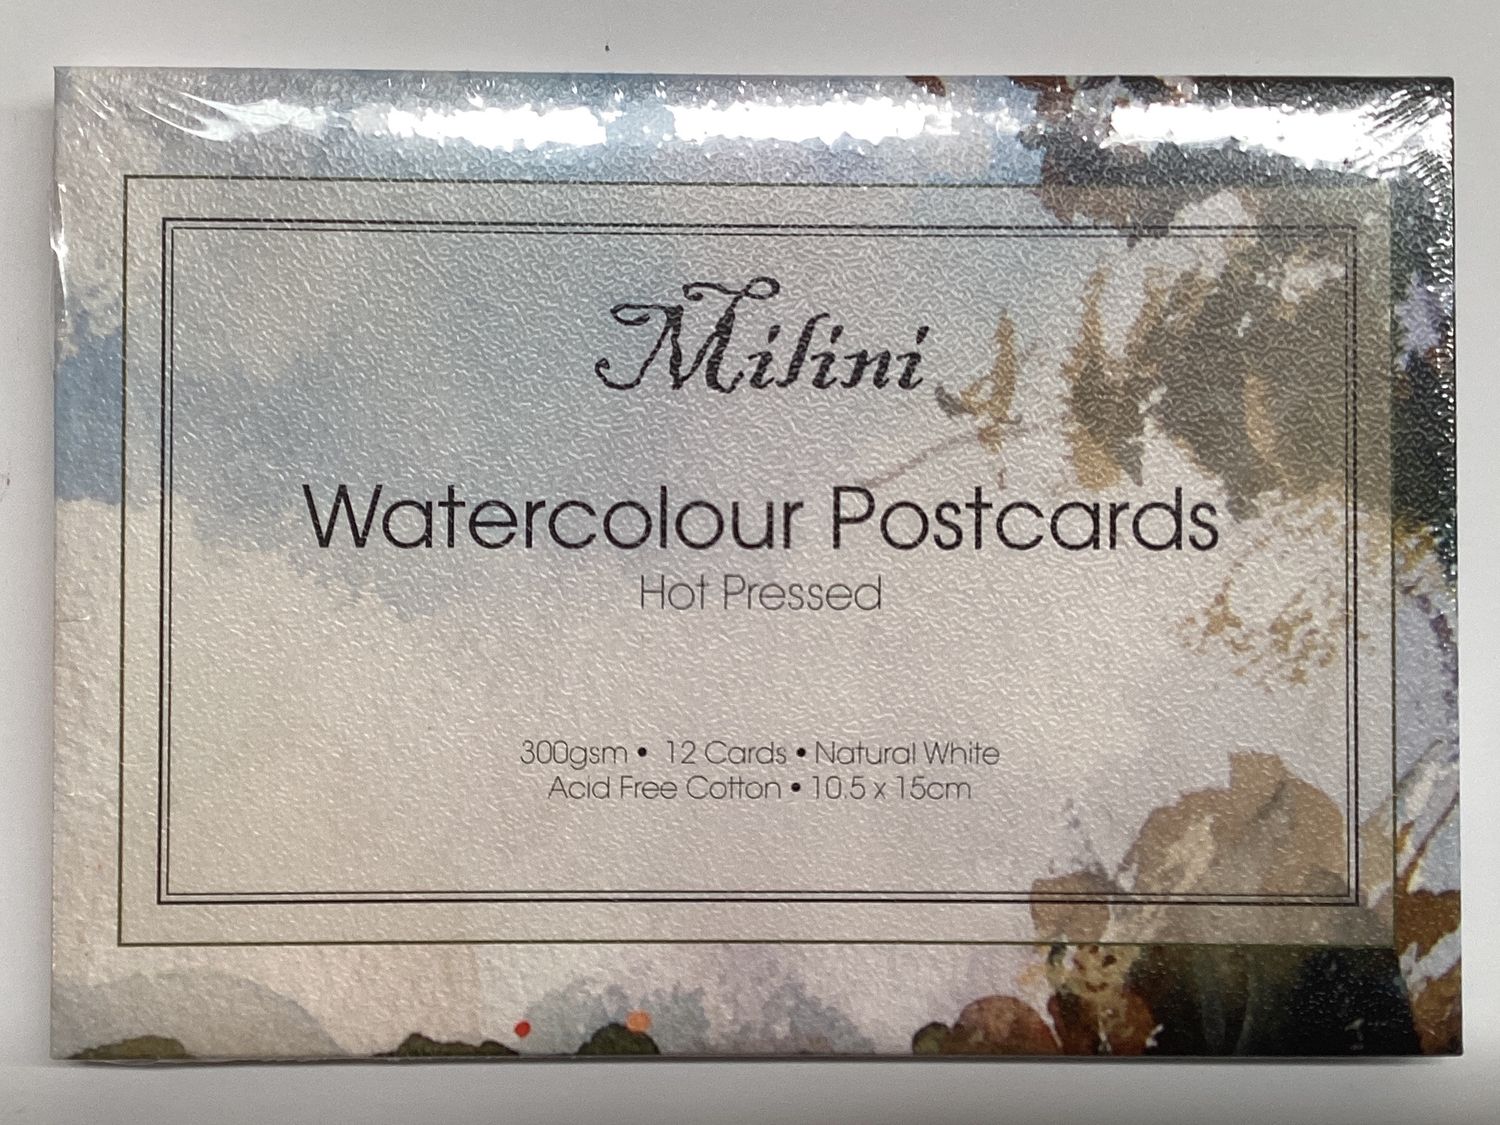 Milini
Watercolour Postcards
Hot Pressed
300gsm • 12 Cards • Natural White
Acid Free Cotton • 10.5 x 15cm